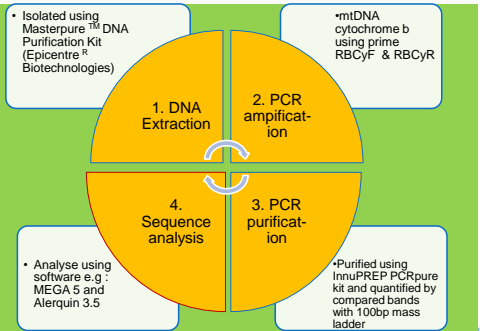 • Isolated using
Masterpure ™ DNA
Purification Kit
(Epicentre ᴿ
Biotechnologies)
•mtDNA
cytochrome b
using prime
RBCyF & RBCyR
1. DNA
Extraction
2. PCR
ampificat-
ion
4.
Sequence
analysis
3. PCR
purificat-
ion
• Analyse using
software e.g :
MEGA 5 and
Alerquin 3.5
•Purified using
InnuPREP PCRpure
kit and quantified by
compared bands
with 100bp mass
ladder